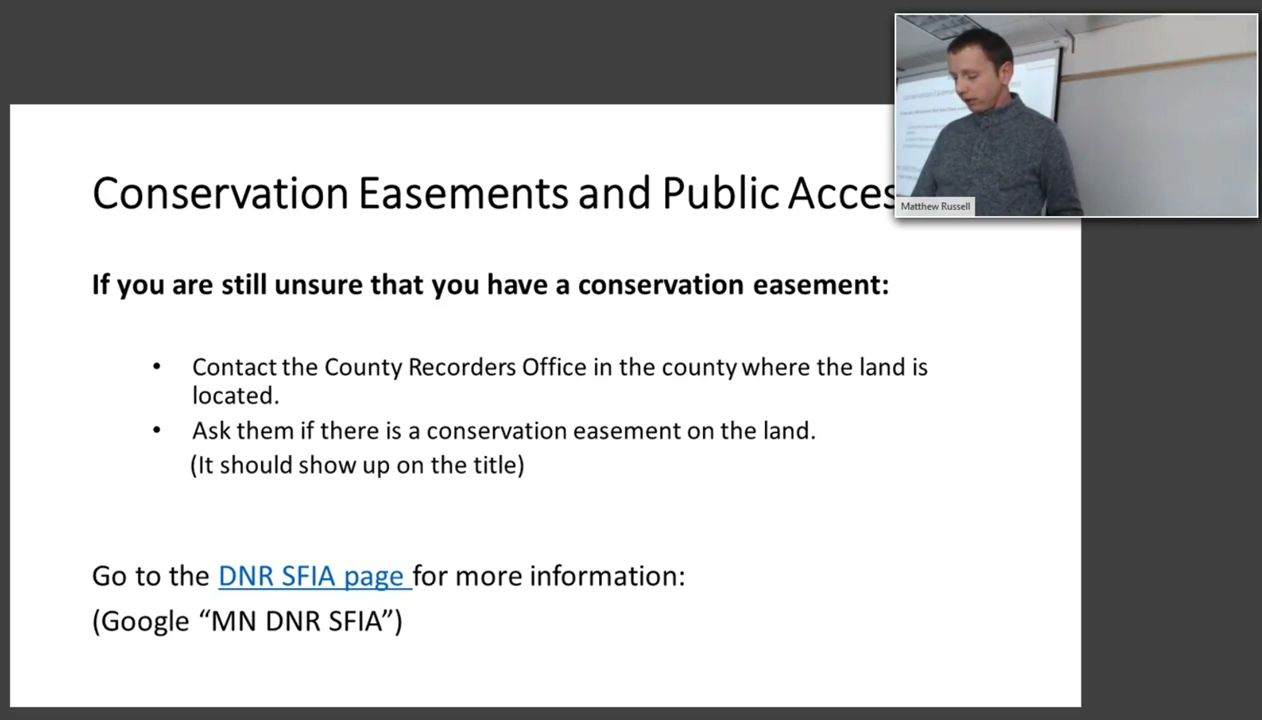 Conservation Easements and Public Acces
Matthew Russell
If you are still unsure that you have a conservation easement:
• Contact the County Recorders Office in the county where the land is
located.
• Ask them if there is a conservation easement on the land.
(It should show up on the title)
Go to the DNR SFIA page for more information:
(Google “MN DNR SFIA”)